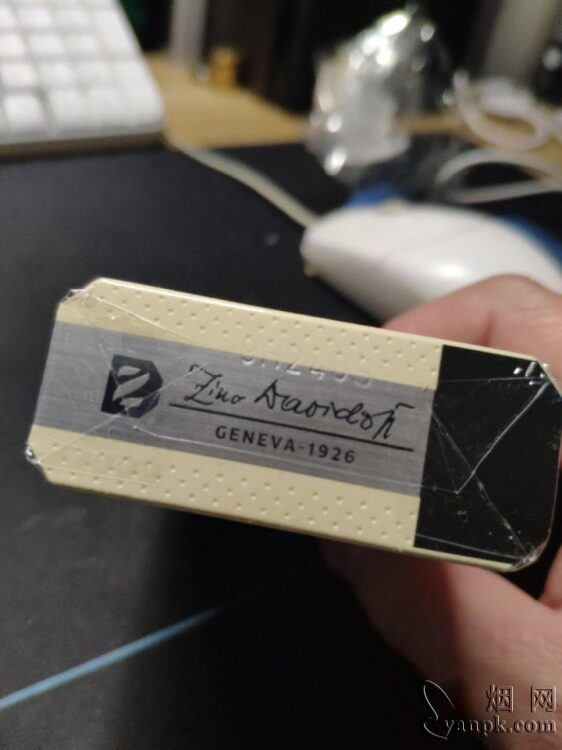 Zino Davidoff
GENEVA-1926
烟网
yanpk.com